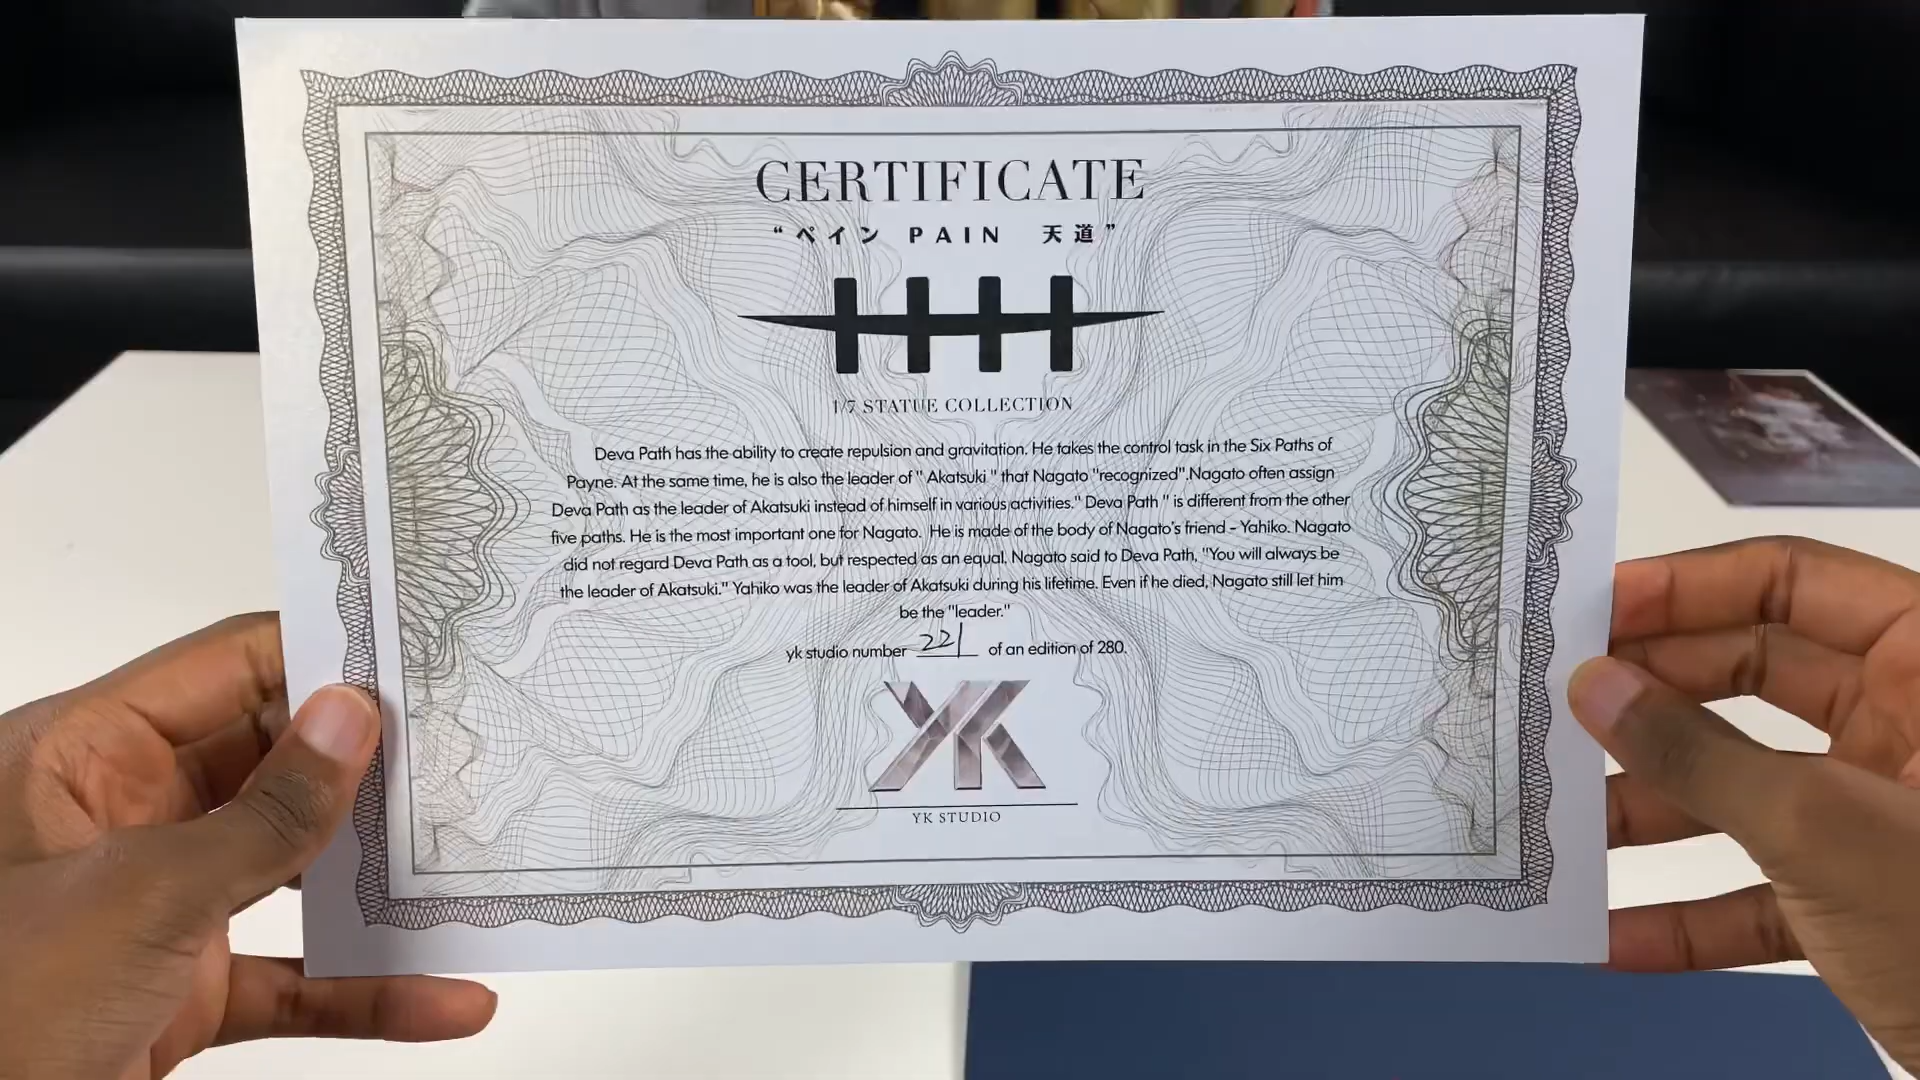 CERTIFICATE
“ペイン PAIN 天道”
1/7 STATUE COLLECTION
Deva Path has the ability to create repulsion and gravitation. He takes the control task in the Six Paths of
Payne. At the same time, he is also the leader of " Akatsuki " that Nagato "recognized".Nagato often assign
Deva Path as the leader of Akatsuki instead of himself in various activities." Deva Path " is different from the other
five paths. He is the most important one for Nagato. He is made of the body of Nagato's friend - Yahiko. Nagato
did not regard Deva Path as a tool, but respected as an equal. Nagato said to Deva Path, "You will always be
the leader of Akatsuki." Yahiko was the leader of Akatsuki during his lifetime. Even if he died, Nagato still let him
be the "leader."
yk studio number 221 of an edition of 280.
YK
YK STUDIO